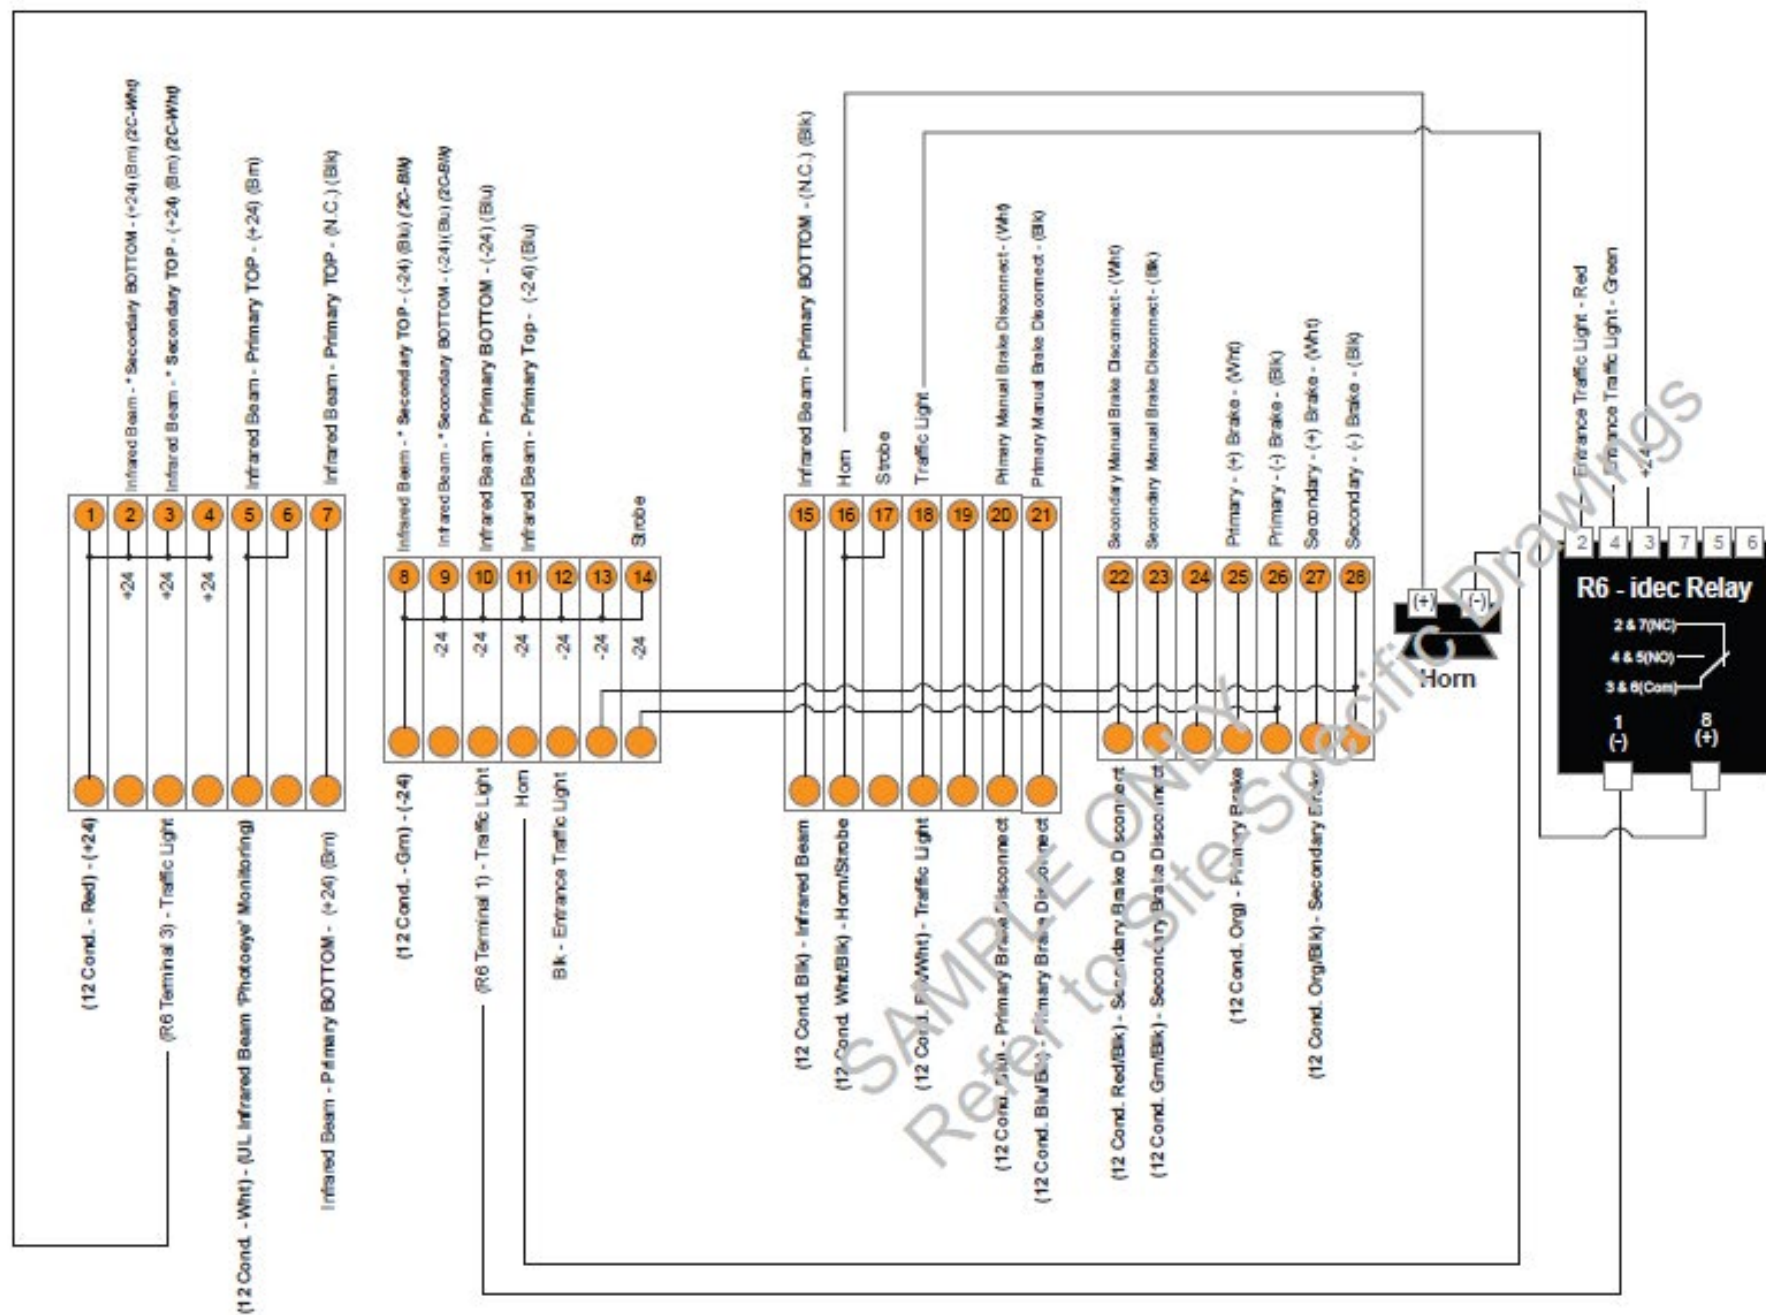 Infrared Beam - *Secondary BOTTOM - (+24) (Brn) (2C-Wht)
Infrared Beam - * Secondary TOP - (+24) (Brn) (2C-Wht)
Infrared Beam - Primary TOP - (+24) (Brn)
Infrared Beam - Primary TOP - (N.C.) (Blk)
1
2
3
4
5
6
7
+24
+24
+24
(12 Cond. - Red) - (+24)
(R6 Terminal 3) - Traffic Light
(12 Cond. - Wht) - (UL Infrared Beam "Photoeye" Monitoring)
Infrared Beam - Primary BOTTOM - (+24) (Brn)
Infrared Baem - * Secondary TOP - (-24) (Blu) (2C-Blk)
Infrared Beam - *Secondary BOTTOM - (-24) (Blu) (2C-Blk)
Infrared Beam - Primary BOTTOM - (-24) (Blu)
Infrared Beam - Primary Top - (-24) (Blu)
Strobe
8
9
10
11
12
13
14
-24
-24
-24
-24
-24
-24
(12 Cond. - Grn) - (-24)
(R6 Terminal 1) - Traffic Light
Horn
Blk - Entrance Traffic Light
Infrared Beam - Primary BOTTOM - (N.C.) (Blk)
Horn
Strobe
Traffic Light
Primary Manual Brake Disconnect - (Wht)
Primary Manual Brake Disconnect - (Blk)
15
16
17
18
19
20
21
(12 Cond. Blk) - Infrared Beam
(12 Cond. Wht/Blk) - Horn/Strobe
(12 Cond. /Wht) - Traffic Light
(12 Cond. Blu) - Primary Brake Disconnect
(12 Cond. Blu/Blk) - Primary Brake Disconnect
Secondary Manual Brake Disconnect - (Wht)
Secondary Manual Brake Disconnect - (Blk)
Primary - (+) Brake - (Wht)
Primary - (-) Brake - (Blk)
Secondary - (+) Brake - (Wht)
Secondary - (-) Brake - (Blk)
22
23
24
25
26
27
28
(12 Cond. Red/Blk) - Secondary Brake Disconnent
(12 Cond. Grn/Blk) - Secondary Brake Disconnect
(12 Cond. Org) - Primary Brake
(12 Cond. Org/Blk) - Secondary Brake
(+)
(-)
Horn
Entrance Traffic Light - Red
Entrance Traffic Light - Green
+24
2
4
3
7
5
6
R6 - idec Relay
2 & 7(NC)
4 & 5(NO)
3 & 6(Com)
1
(-)
8
(+)
SAMPLE ONLY
Refer to Site-Specific Drawings